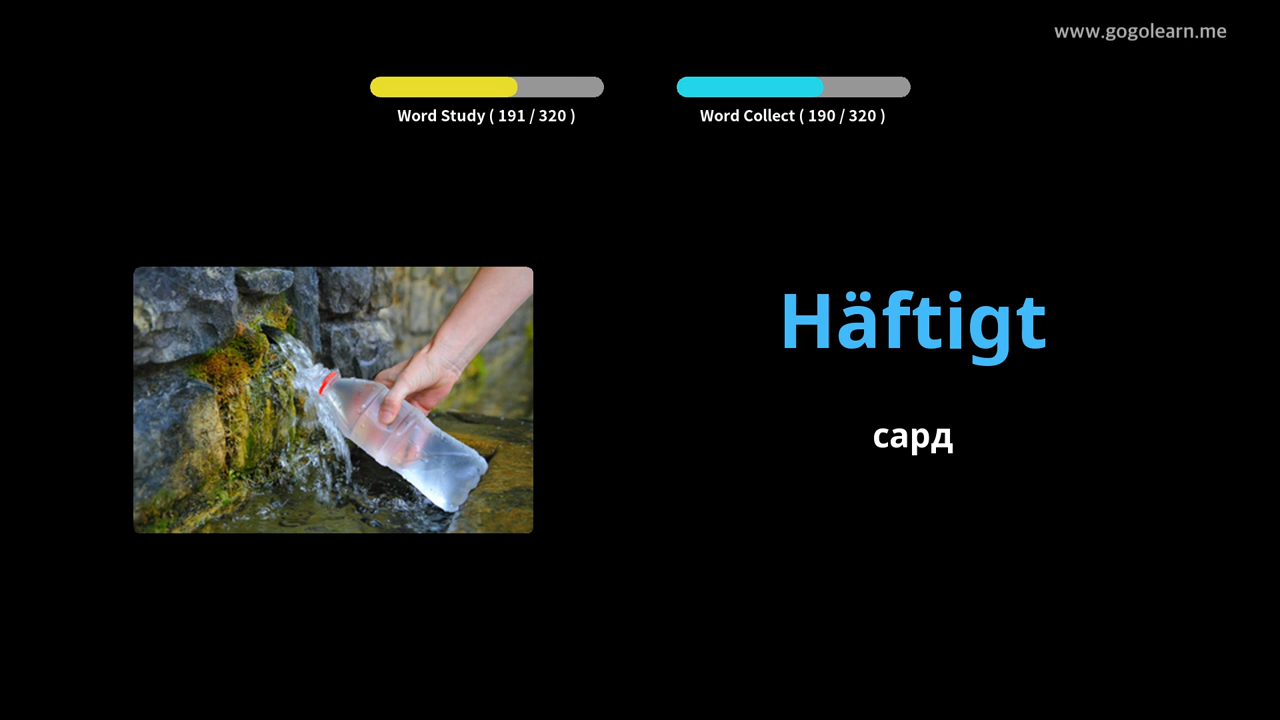 www.gogolearn.me
Word Study ( 191 / 320 )
Word Collect ( 190 / 320 )
Häftigt
сард